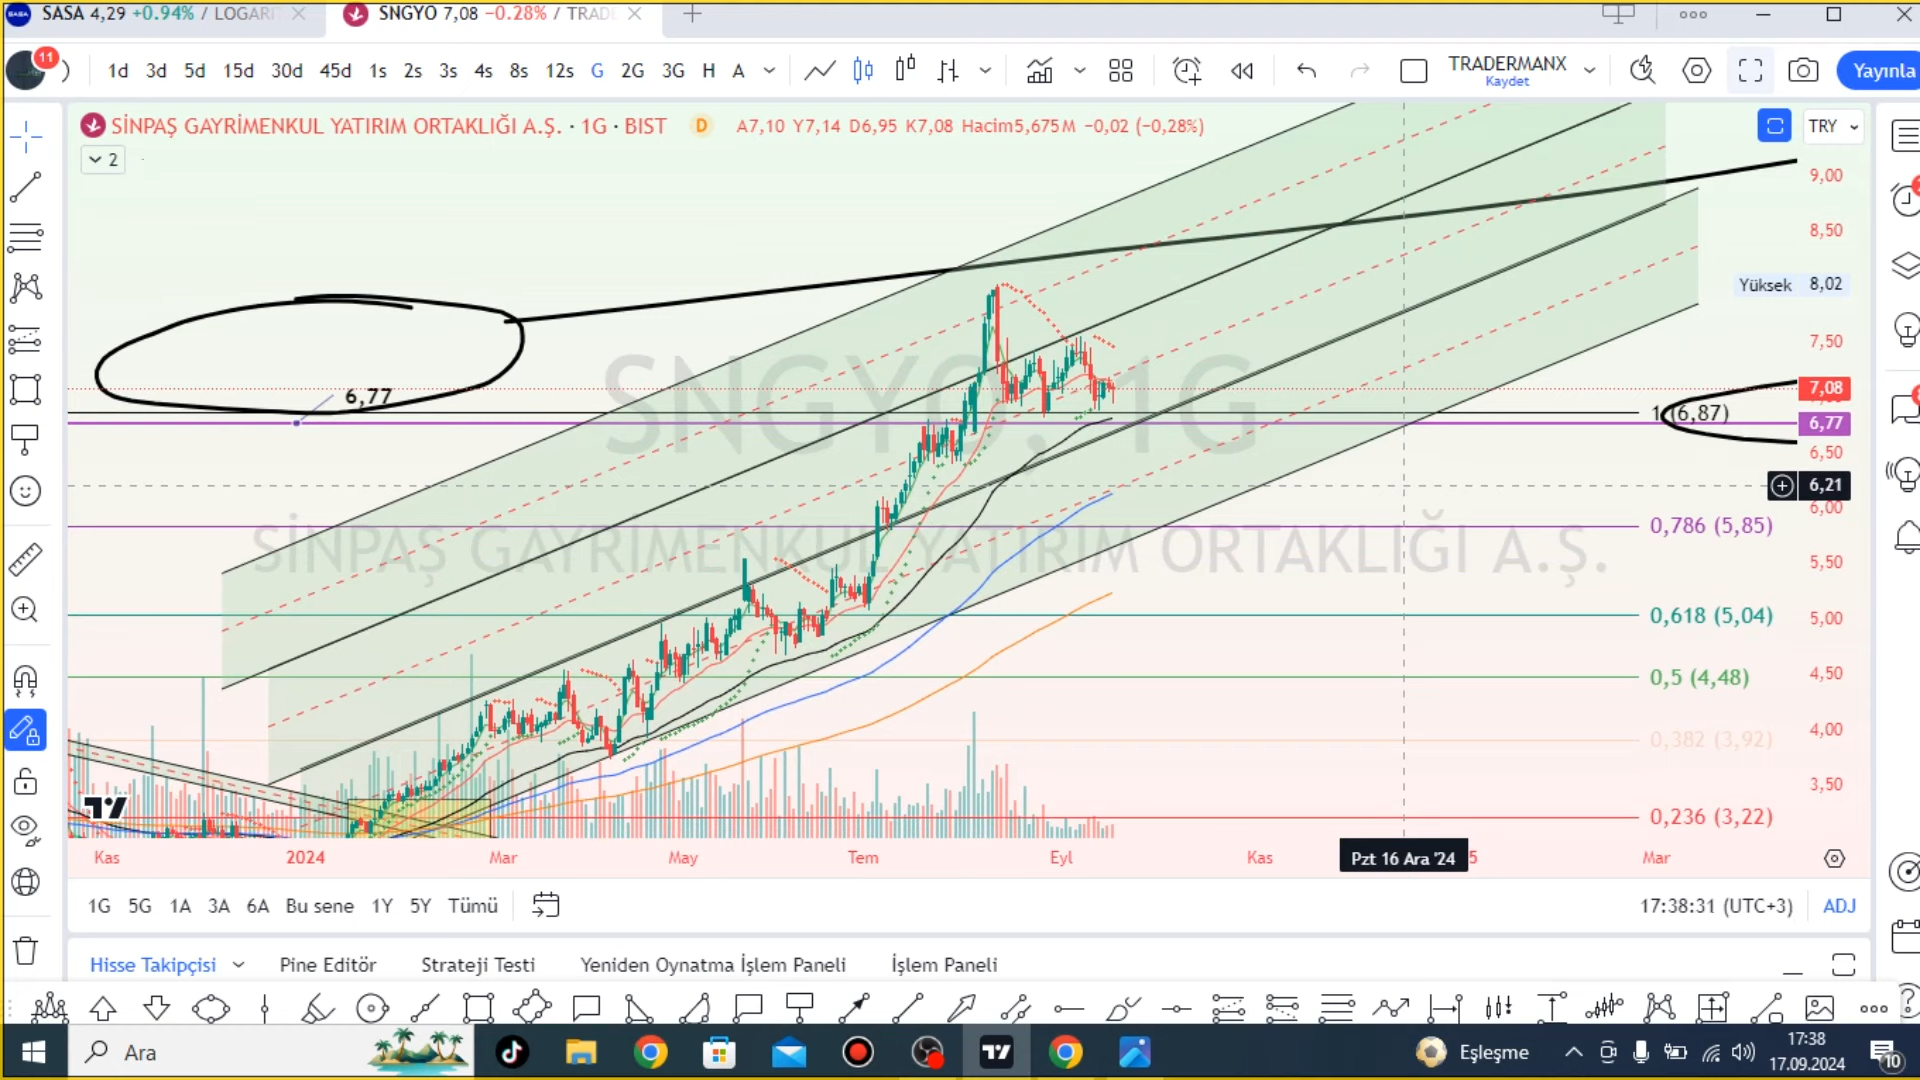 SASA 4,29 +0.94% / LOGARI
SNGYO 7,08 −0.28% / TRAD
11
1d 3d 5d 15d 30d 45d 1s 2s 3s 4s 8s 12s G 2G 3G H A
TRADERMANX
Kaydet
Yayınla
SİNPAŞ GAYRİMENKUL YATIRIM ORTAKLIĞI A.Ş. · 1G · BIST D A7,10 Y7,14 D6,95 K7,08 Hacim5,675M −0,02 (−0,28%)
TRY
2
9,00
8,50
Yüksek 8,02
7,50
7,08
6,77
1 (6,87)
6,77
6,50
6,21
6,00
SNGYO, 1G
SİNPAŞ GAYRİMENKUL YATIRIM ORTAKLIĞI A.Ş.
0,786 (5,85)
5,50
0,618 (5,04)
5,00
0,5 (4,48)
4,50
0,382 (3,92)
4,00
3,50
0,236 (3,22)
Kas 2024 Mar May Tem Eyl Kas Pzt 16 Ara '24 5 Mar
1G 5G 1A 3A 6A Bu sene 1Y 5Y Tümü
17:38:31 (UTC+3) ADJ
Hisse Takipçisi Pine Editör Strateji Testi Yeniden Oynatma İşlem Paneli İşlem Paneli
Ara
Eşleşme
17:38
17.09.2024
10